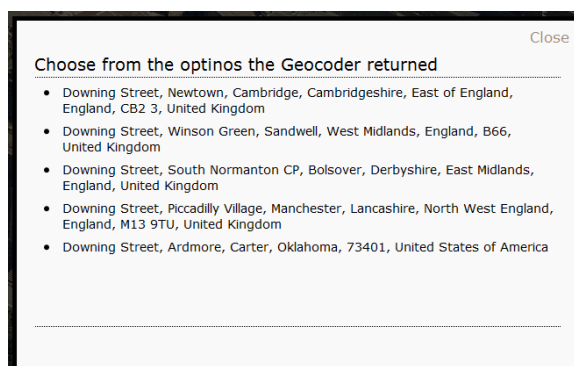 Close
Choose from the optinos the Geocoder returned
• Downing Street, Newtown, Cambridge, Cambridgeshire, East of England,
England, CB2 3, United Kingdom
• Downing Street, Winson Green, Sandwell, West Midlands, England, B66,
United Kingdom
• Downing Street, South Normanton CP, Bolsover, Derbyshire, East Midlands,
England, United Kingdom
• Downing Street, Piccadilly Village, Manchester, Lancashire, North West England,
England, M13 9TU, United Kingdom
• Downing Street, Ardmore, Carter, Oklahoma, 73401, United States of America